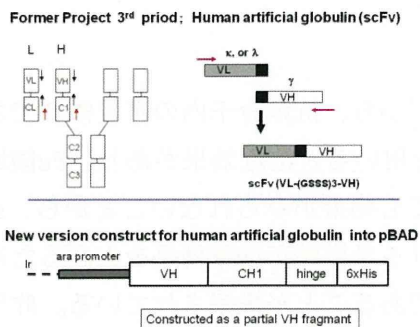 Former Project 3rd priod; Human artificial globulin (scFv)
L H
κ, or λ
VL VH
VL
γ
CL C1
VH
C2
C3
VL VH
scFv (VL-(GSSS)3-VH)
New version construct for human artificial globulin into pBAD
ara promoter
Ir
VH CH1 hinge 6xHis
Constructed as a partial VH fragmant